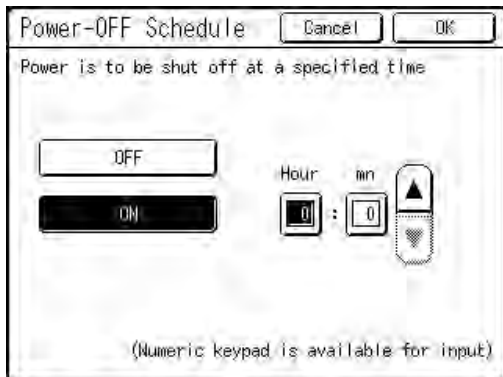 Power-OFF Schedule Cancel OK
Power is to be shut off at a specified time
OFF
Hour mn
ON 0 : 0
(Numeric keypad is available for input)